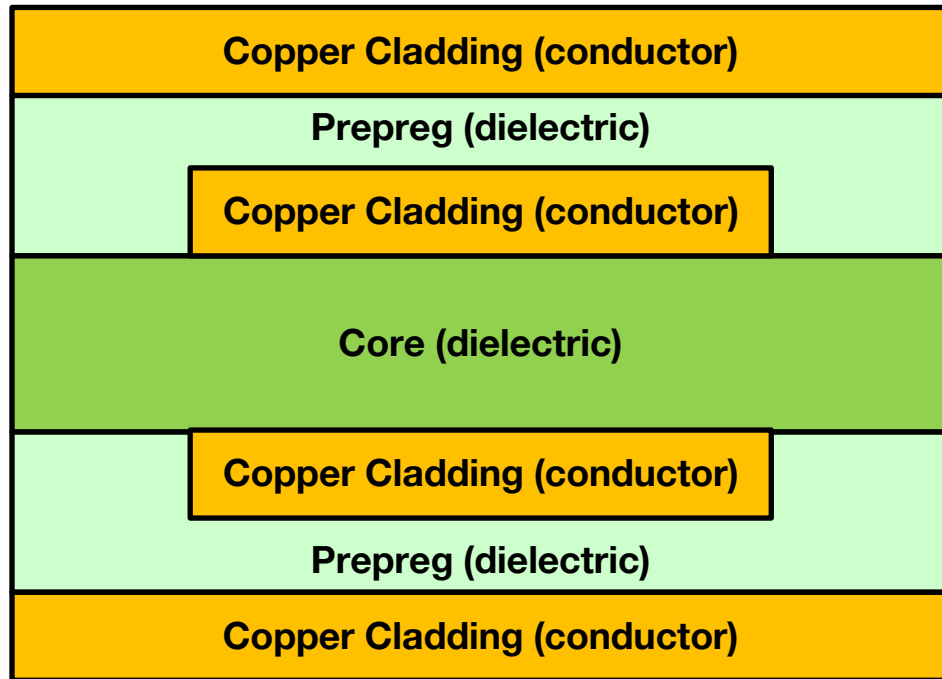 Copper Cladding (conductor)
Prepreg (dielectric)
Copper Cladding (conductor)
Core (dielectric)
Copper Cladding (conductor)
Prepreg (dielectric)
Copper Cladding (conductor)